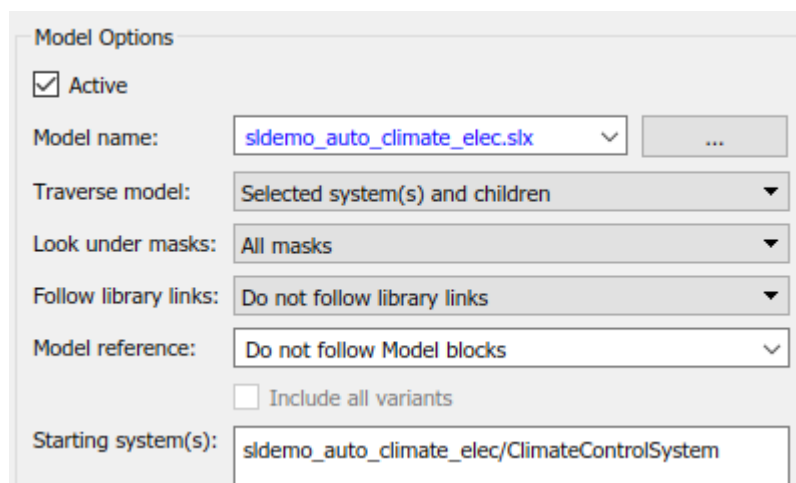 Model Options
Active
Model name: sldemo_auto_climate_elec.slx ...
Traverse model: Selected system(s) and children
Look under masks: All masks
Follow library links: Do not follow library links
Model reference: Do not follow Model blocks
Include all variants
Starting system(s): sldemo_auto_climate_elec/ClimateControlSystem